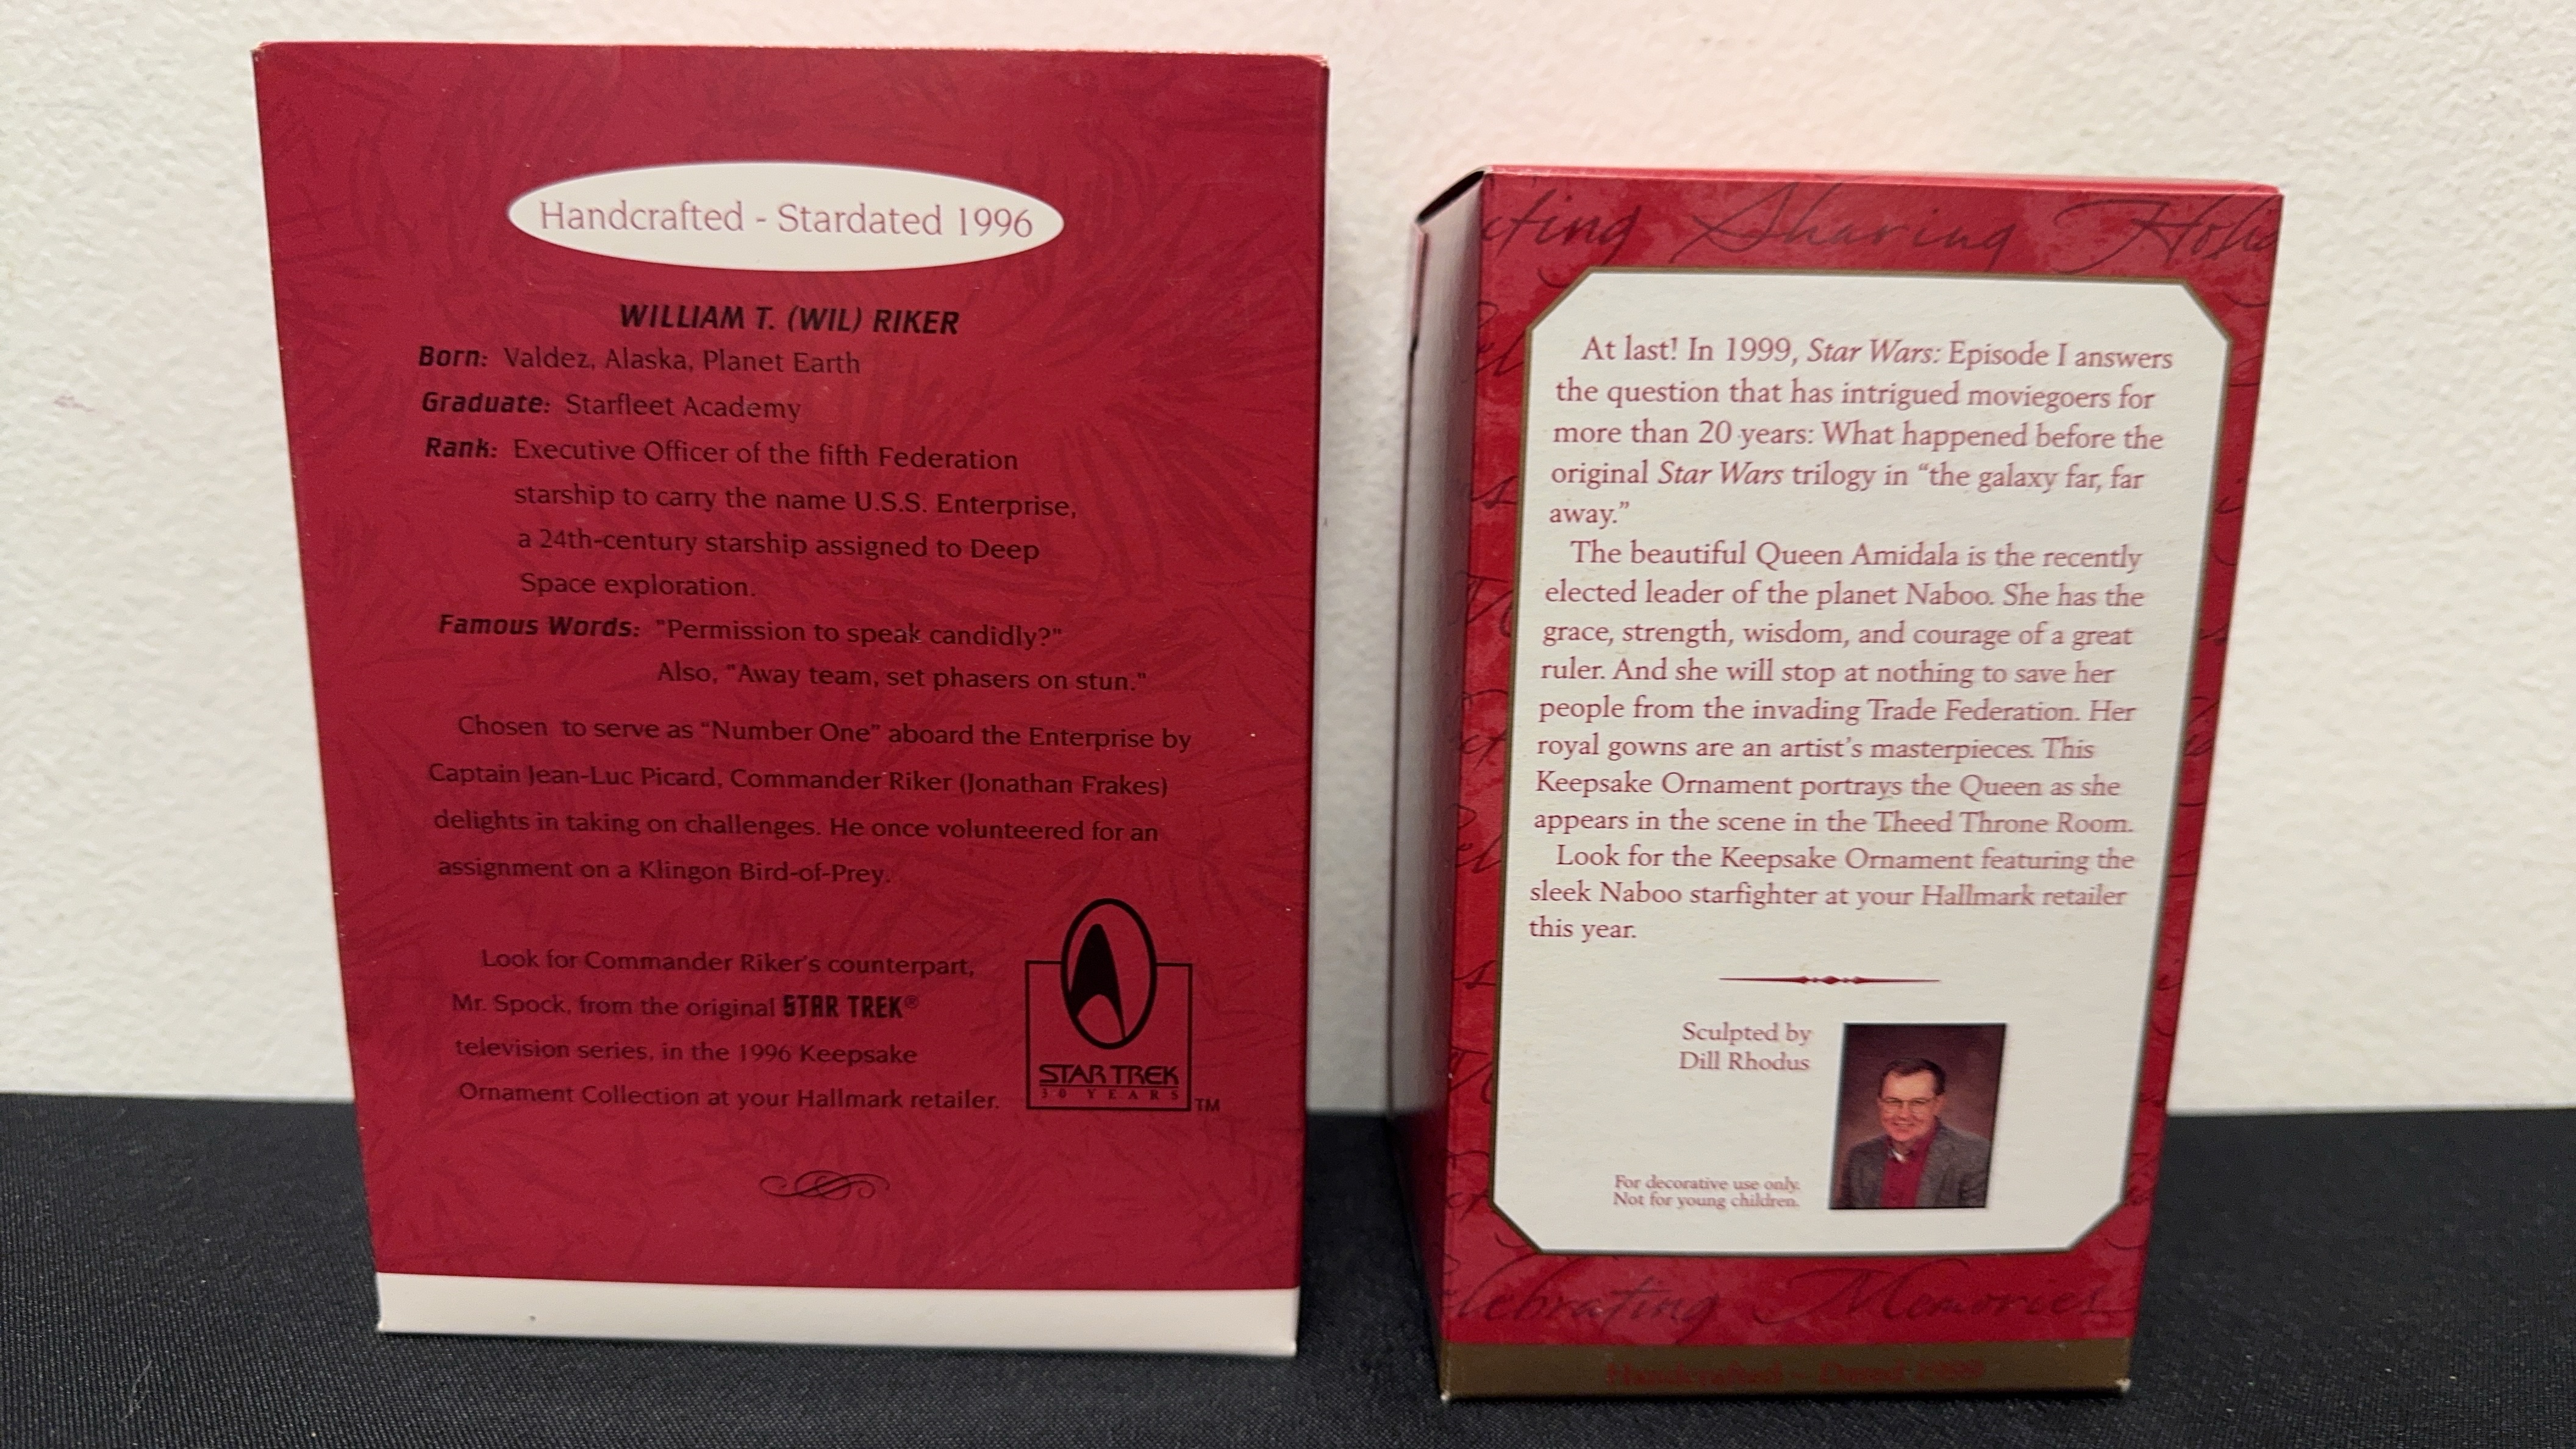 Handcrafted - Stardated 1996
WILLIAM T. (WIL) RIKER
Born: Valdez, Alaska, Planet Earth
Graduate: Starfleet Academy
Rank: Executive Officer of the fifth Federation
starship to carry the name U.S.S. Enterprise,
a 24th-century starship assigned to Deep
Space exploration.
Famous Words: "Permission to speak candidly?"
Also, "Away team, set phasers on stun."
Chosen to serve as "Number One" aboard the Enterprise by
Captain Jean-Luc Picard, Commander Riker (Jonathan Frakes)
delights in taking on challenges. He once volunteered for an
assignment on a Klingon Bird-of-Prey.
Look for Commander Riker's counterpart,
Mr. Spock, from the original STAR TREK®
television series, in the 1996 Keepsake
Ornament Collection at your Hallmark retailer.
STAR TREK
30 YEARS TM
Sharing
At last! In 1999, Star Wars: Episode I answers
the question that has intrigued moviegoers for
more than 20 years: What happened before the
original Star Wars trilogy in “the galaxy far, far
away.”
The beautiful Queen Amidala is the recently
elected leader of the planet Naboo. She has the
grace, strength, wisdom, and courage of a great
ruler. And she will stop at nothing to save her
people from the invading Trade Federation. Her
royal gowns are an artist's masterpieces. This
Keepsake Ornament portrays the Queen as she
appears in the scene in the Theed Throne Room.
Look for the Keepsake Ornament featuring the
sleek Naboo starfighter at your Hallmark retailer
this year.
Sculpted by
Dill Rhodus
For decorative use only.
Not for young children.
lebrating Memories
Handcrafted - Dated 1999